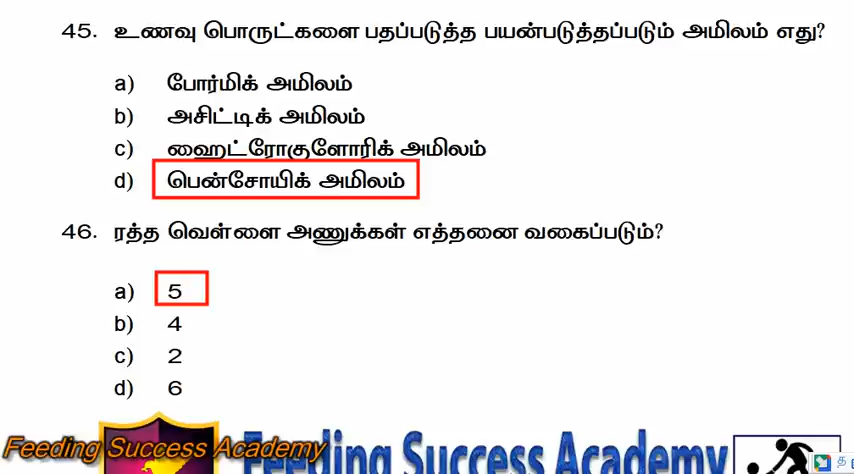 45. உணவு பொருட்களை பதப்படுத்த பயன்படுத்தப்படும் அமிலம் எது?
a) போர்மிக் அமிலம்
b) அசிட்டிக் அமிலம்
c) ஹைட்ரோகுளோரிக் அமிலம்
d) பென்சோயிக் அமிலம்
46. ரத்த வெள்ளை அணுக்கள் எத்தனை வகைப்படும்?
a) 5
b) 4
c) 2
d) 6
Feeding Success Academy
Feeding Success Academy